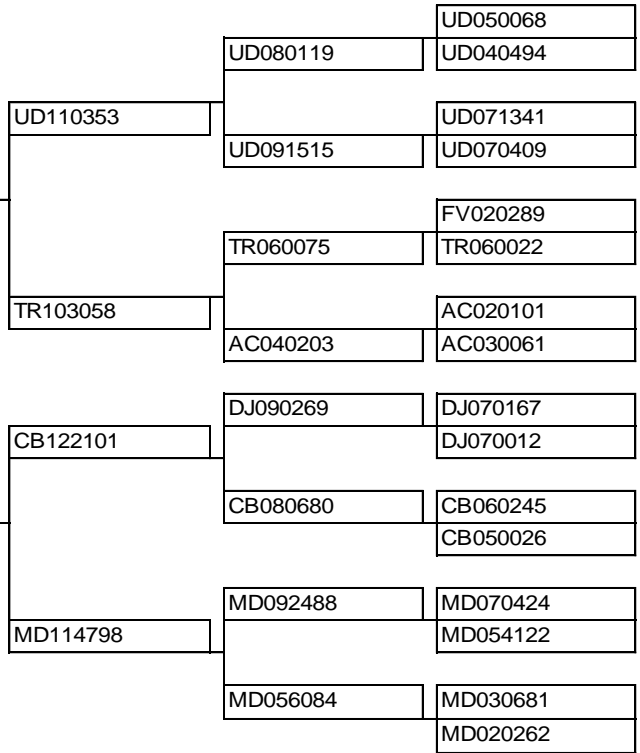 UD050068
UD080119 UD040494
UD110353 UD071341
UD091515 UD070409
FV020289
TR060075 TR060022
TR103058 AC020101
AC040203 AC030061
DJ090269 DJ070167
CB122101 DJ070012
CB080680 CB060245
CB050026
MD092488 MD070424
MD114798 MD054122
MD056084 MD030681
MD020262